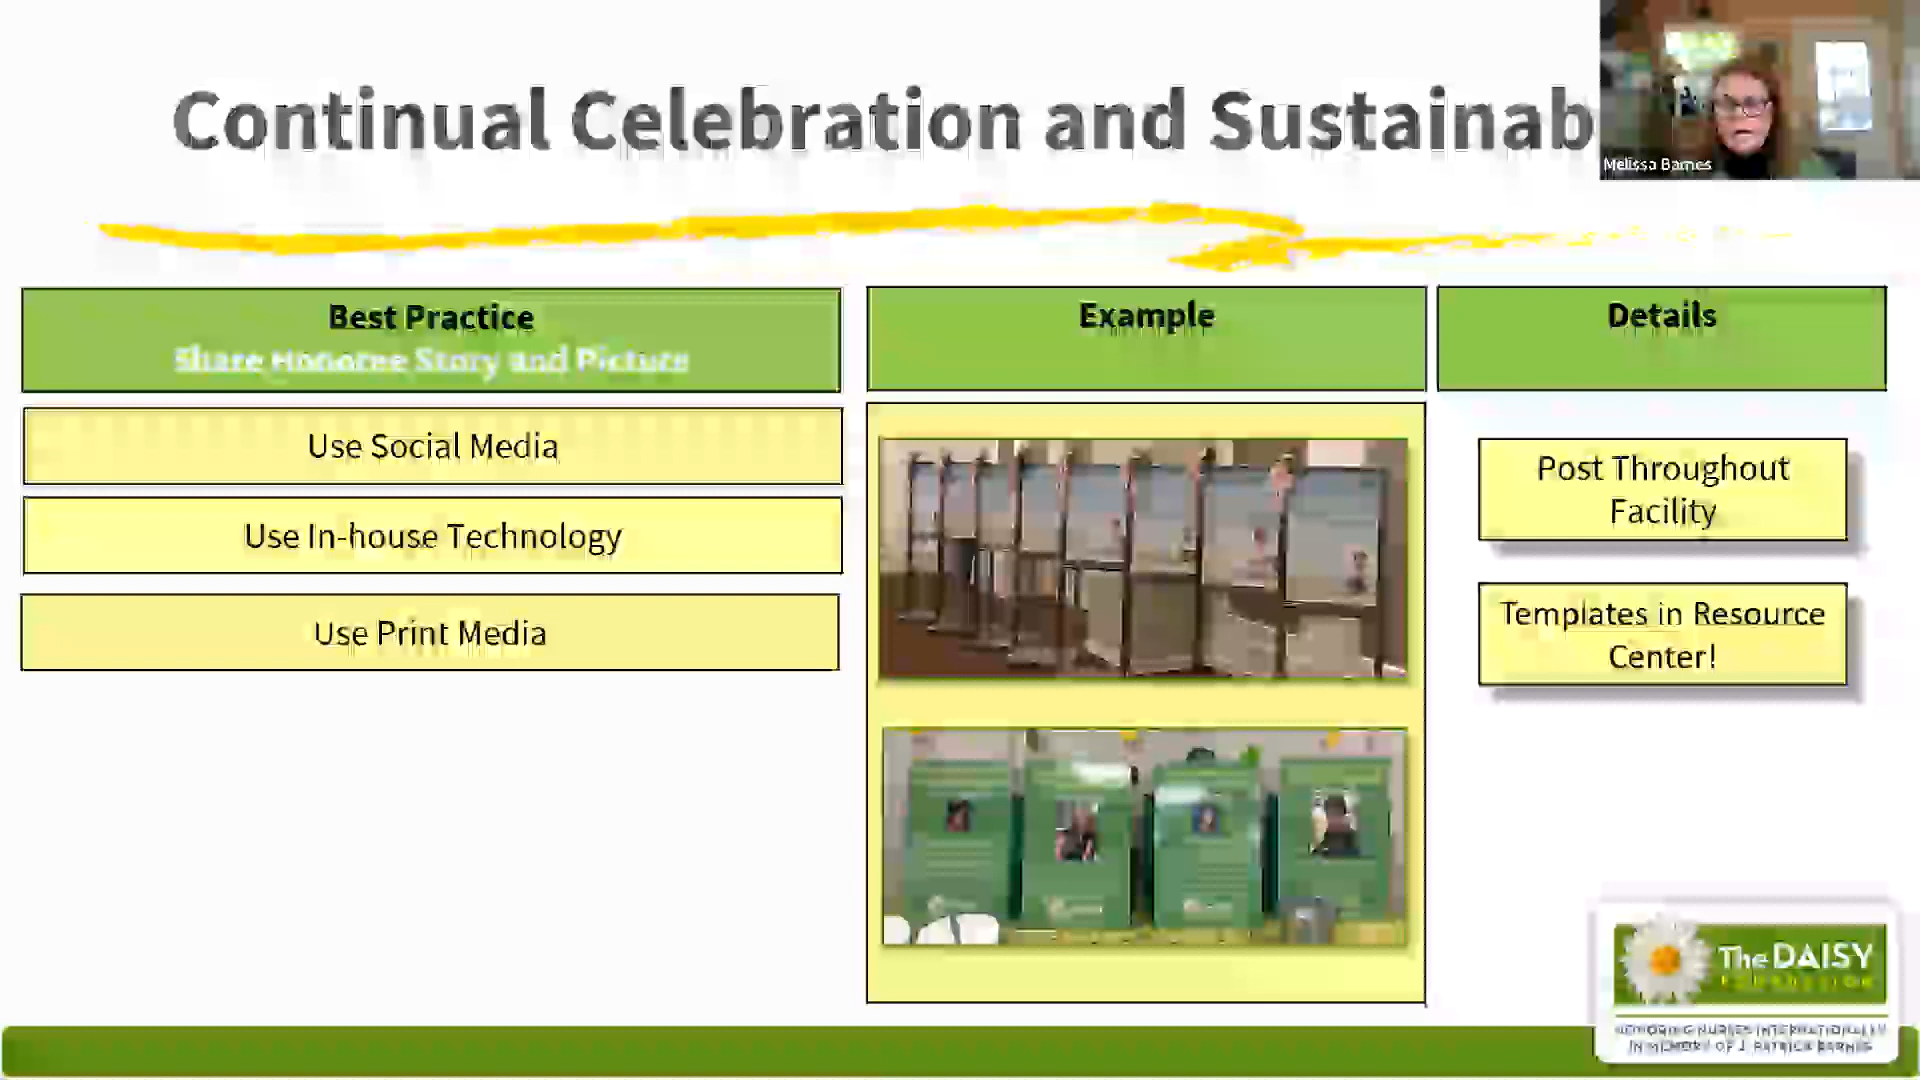 Continual Celebration and Sustainab
Melissa Barnes
Best Practice
Share Honoree Story and Picture
Use Social Media
Use In-house Technology
Use Print Media
Example
Details
Post Throughout
Facility
Templates in Resource
Center!
The DAISY
FOUNDATION
HONORING NURSES INTERNATIONALLY
IN MEMORY OF J. PATRICK BARNES